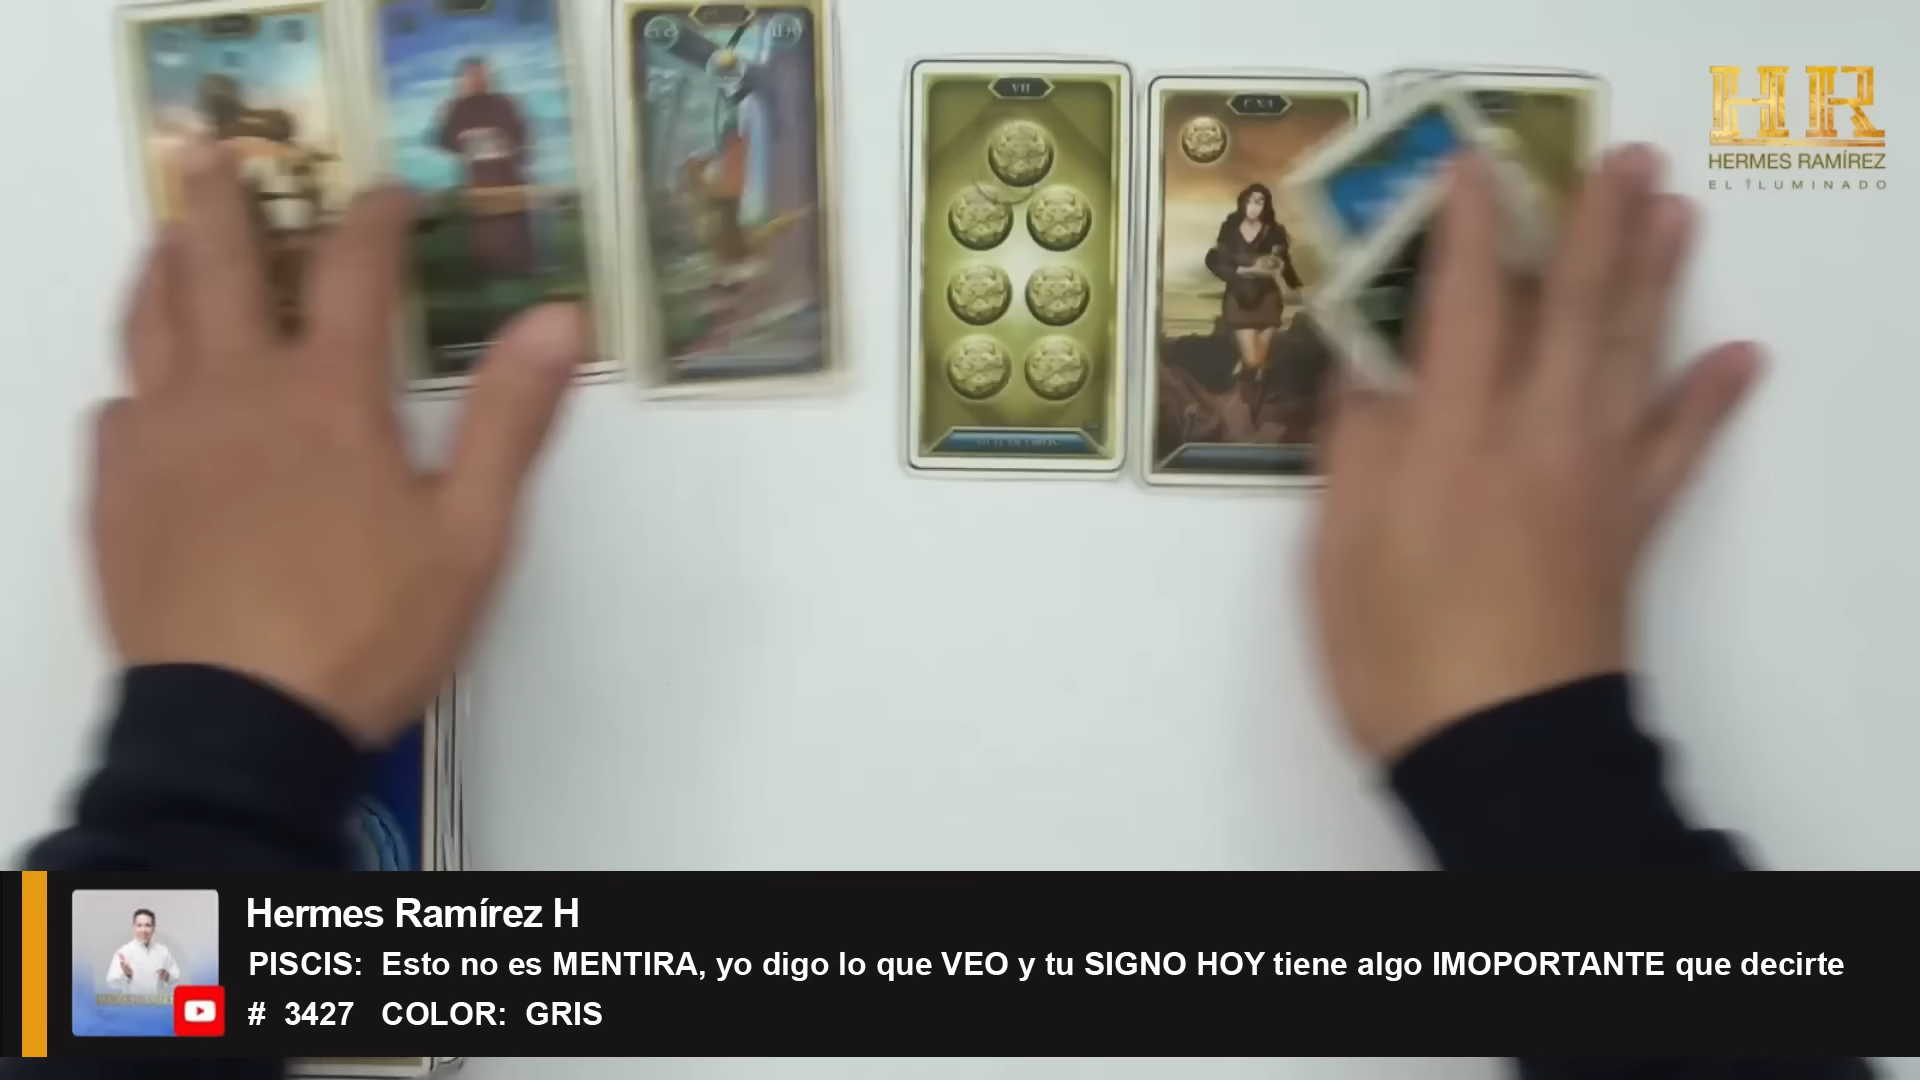 VII
HR
HERMES RAMÍREZ
EL ILUMINADO
Hermes Ramírez H
PISCIS: Esto no es MENTIRA, yo digo lo que VEO y tu SIGNO HOY tiene algo IMOPORTANTE que decirte
# 3427 COLOR: GRIS